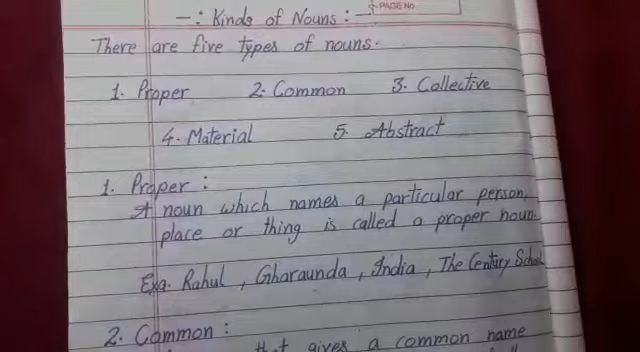 PAGE No.
-: Kinds of Nouns :-
There are five types of nouns.
1. Proper 2. Common 3. Collective
4. Material 5. Abstract
1. Proper :
A noun which names a particular person,
place or thing is called a proper noun.
Exa. Rahul , Gharaunda , India , The Century School
2. Common :
that gives a common name